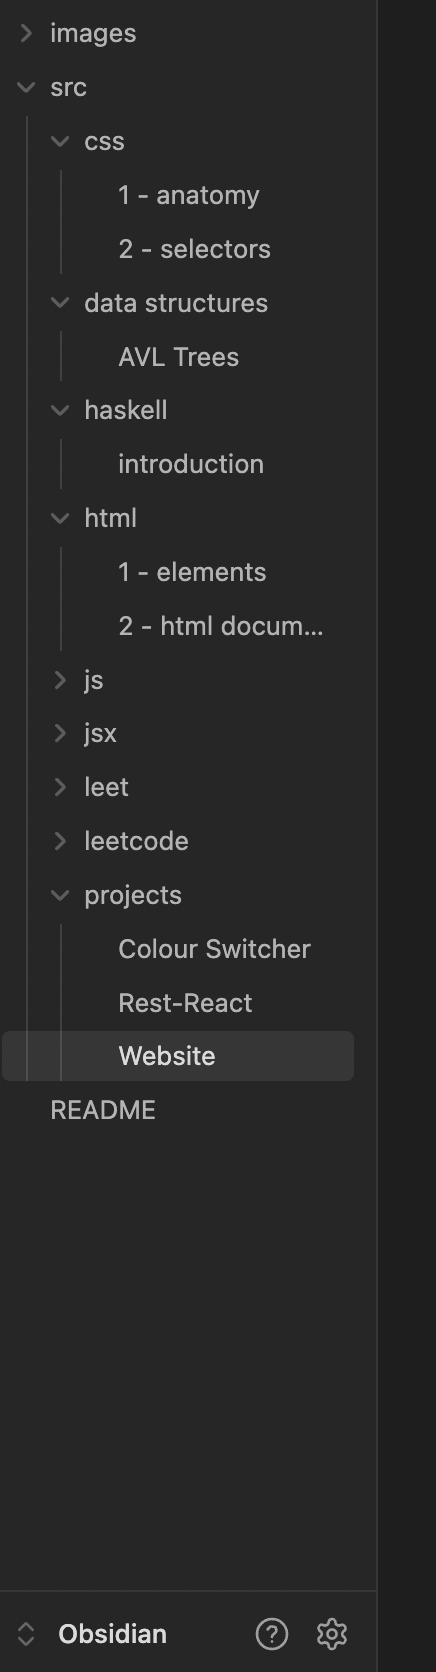 images
src
css
1 - anatomy
2 - selectors
data structures
AVL Trees
haskell
introduction
html
1 - elements
2 - html docum...
js
jsx
leet
leetcode
projects
Colour Switcher
Rest-React
Website
README
Obsidian